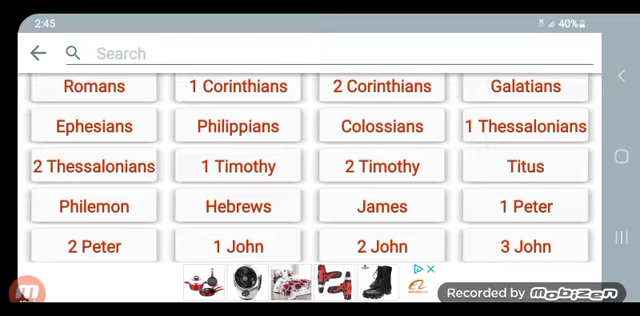 2:45 40%
Search
Romans 1 Corinthians 2 Corinthians Galatians
Ephesians Philippians Colossians 1 Thessalonians
2 Thessalonians 1 Timothy 2 Timothy Titus
Philemon Hebrews James 1 Peter
2 Peter 1 John 2 John 3 John
Recorded by MOBIZEN